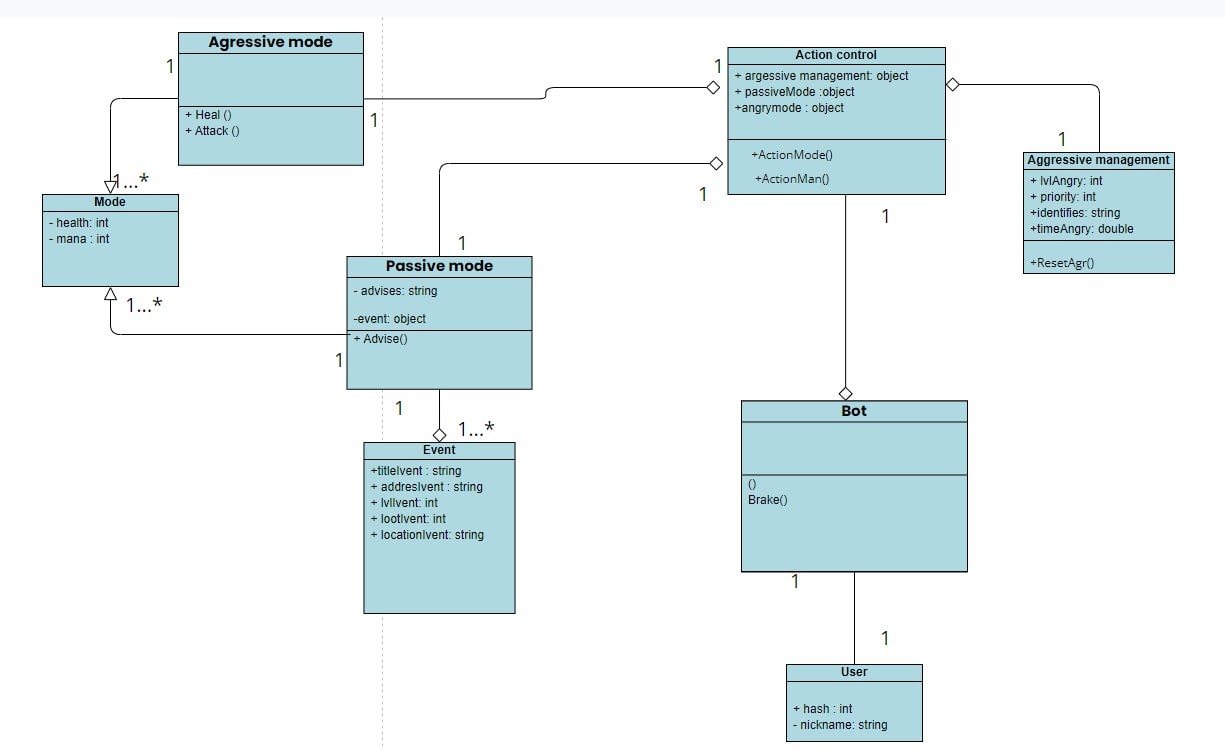 Agressive mode
+ Heal ()
+ Attack ()
1
1
1...*
Mode
- health: int
- mana : int
1...*
Action control
+ argessive management: object
+ passiveMode :object
+angrymode : object
+ActionMode()
+ActionMan()
1
1
1
1
Aggressive management
+ lvlAngry: int
+ priority: int
+identifies: string
+timeAngry: double
+ResetAgr()
1
Passive mode
- advises: string
-event: object
+ Advise()
1
1
1...*
Event
+titleIvent : string
+ addresIvent : string
+ lvlIvent: int
+ lootIvent: int
+ locationIvent: string
Bot
()
Brake()
1
1
User
+ hash : int
- nickname: string